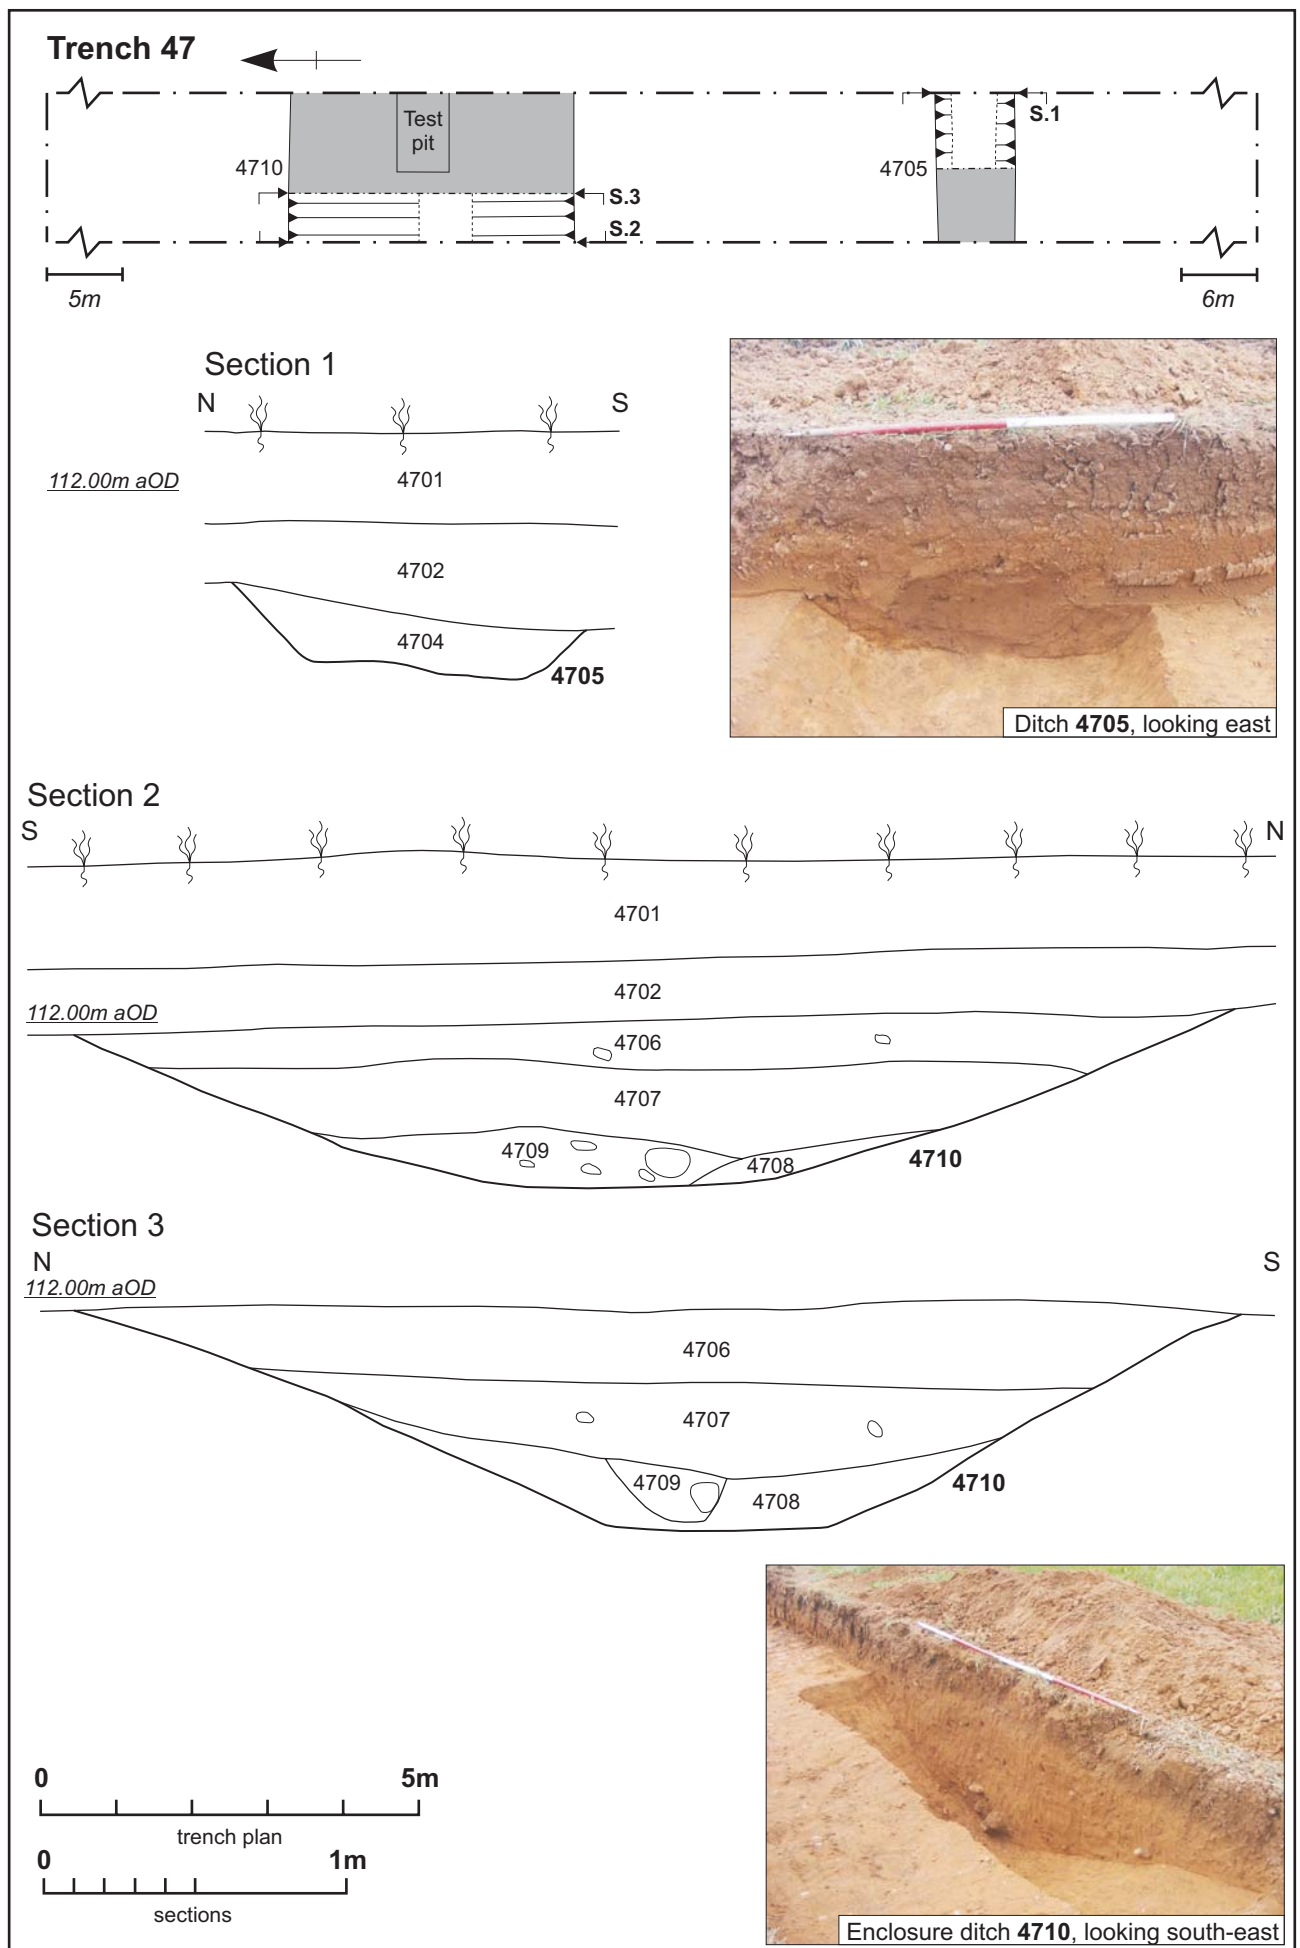 Trench 47
Test
pit
4710
S.3
S.2
4705
S.1
5m
6m
Section 1
N
S
112.00m aOD
4701
4702
4704
4705
Ditch 4705, looking east
Section 2
S
N
4701
4702
112.00m aOD
4706
4707
4709
4708
4710
Section 3
N
S
112.00m aOD
4706
4707
4709
4708
4710
0
5m
trench plan
0
1m
sections
Enclosure ditch 4710, looking south-east